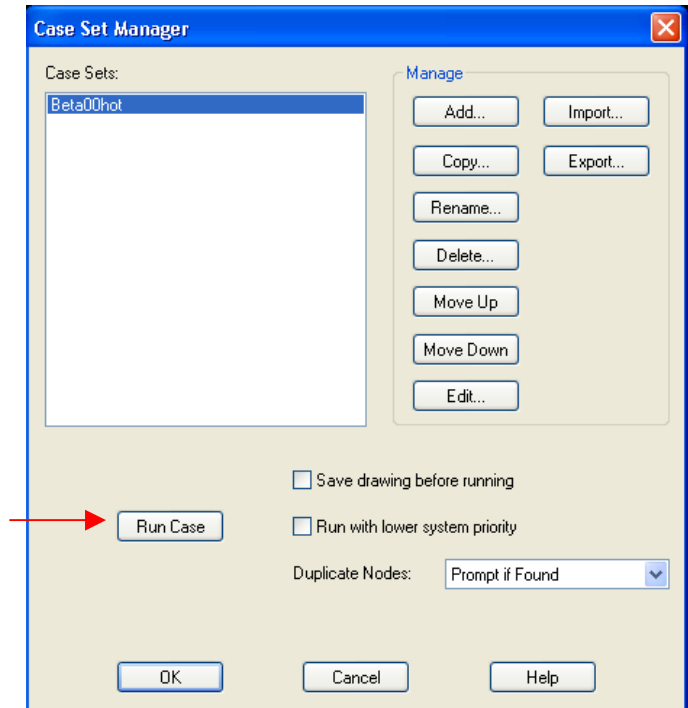 Case Set Manager
Case Sets:
Beta00hot
Manage
Add...
Import...
Copy...
Export...
Rename...
Delete...
Move Up
Move Down
Edit...
Save drawing before running
Run Case
Run with lower system priority
Duplicate Nodes:
Prompt if Found
OK
Cancel
Help